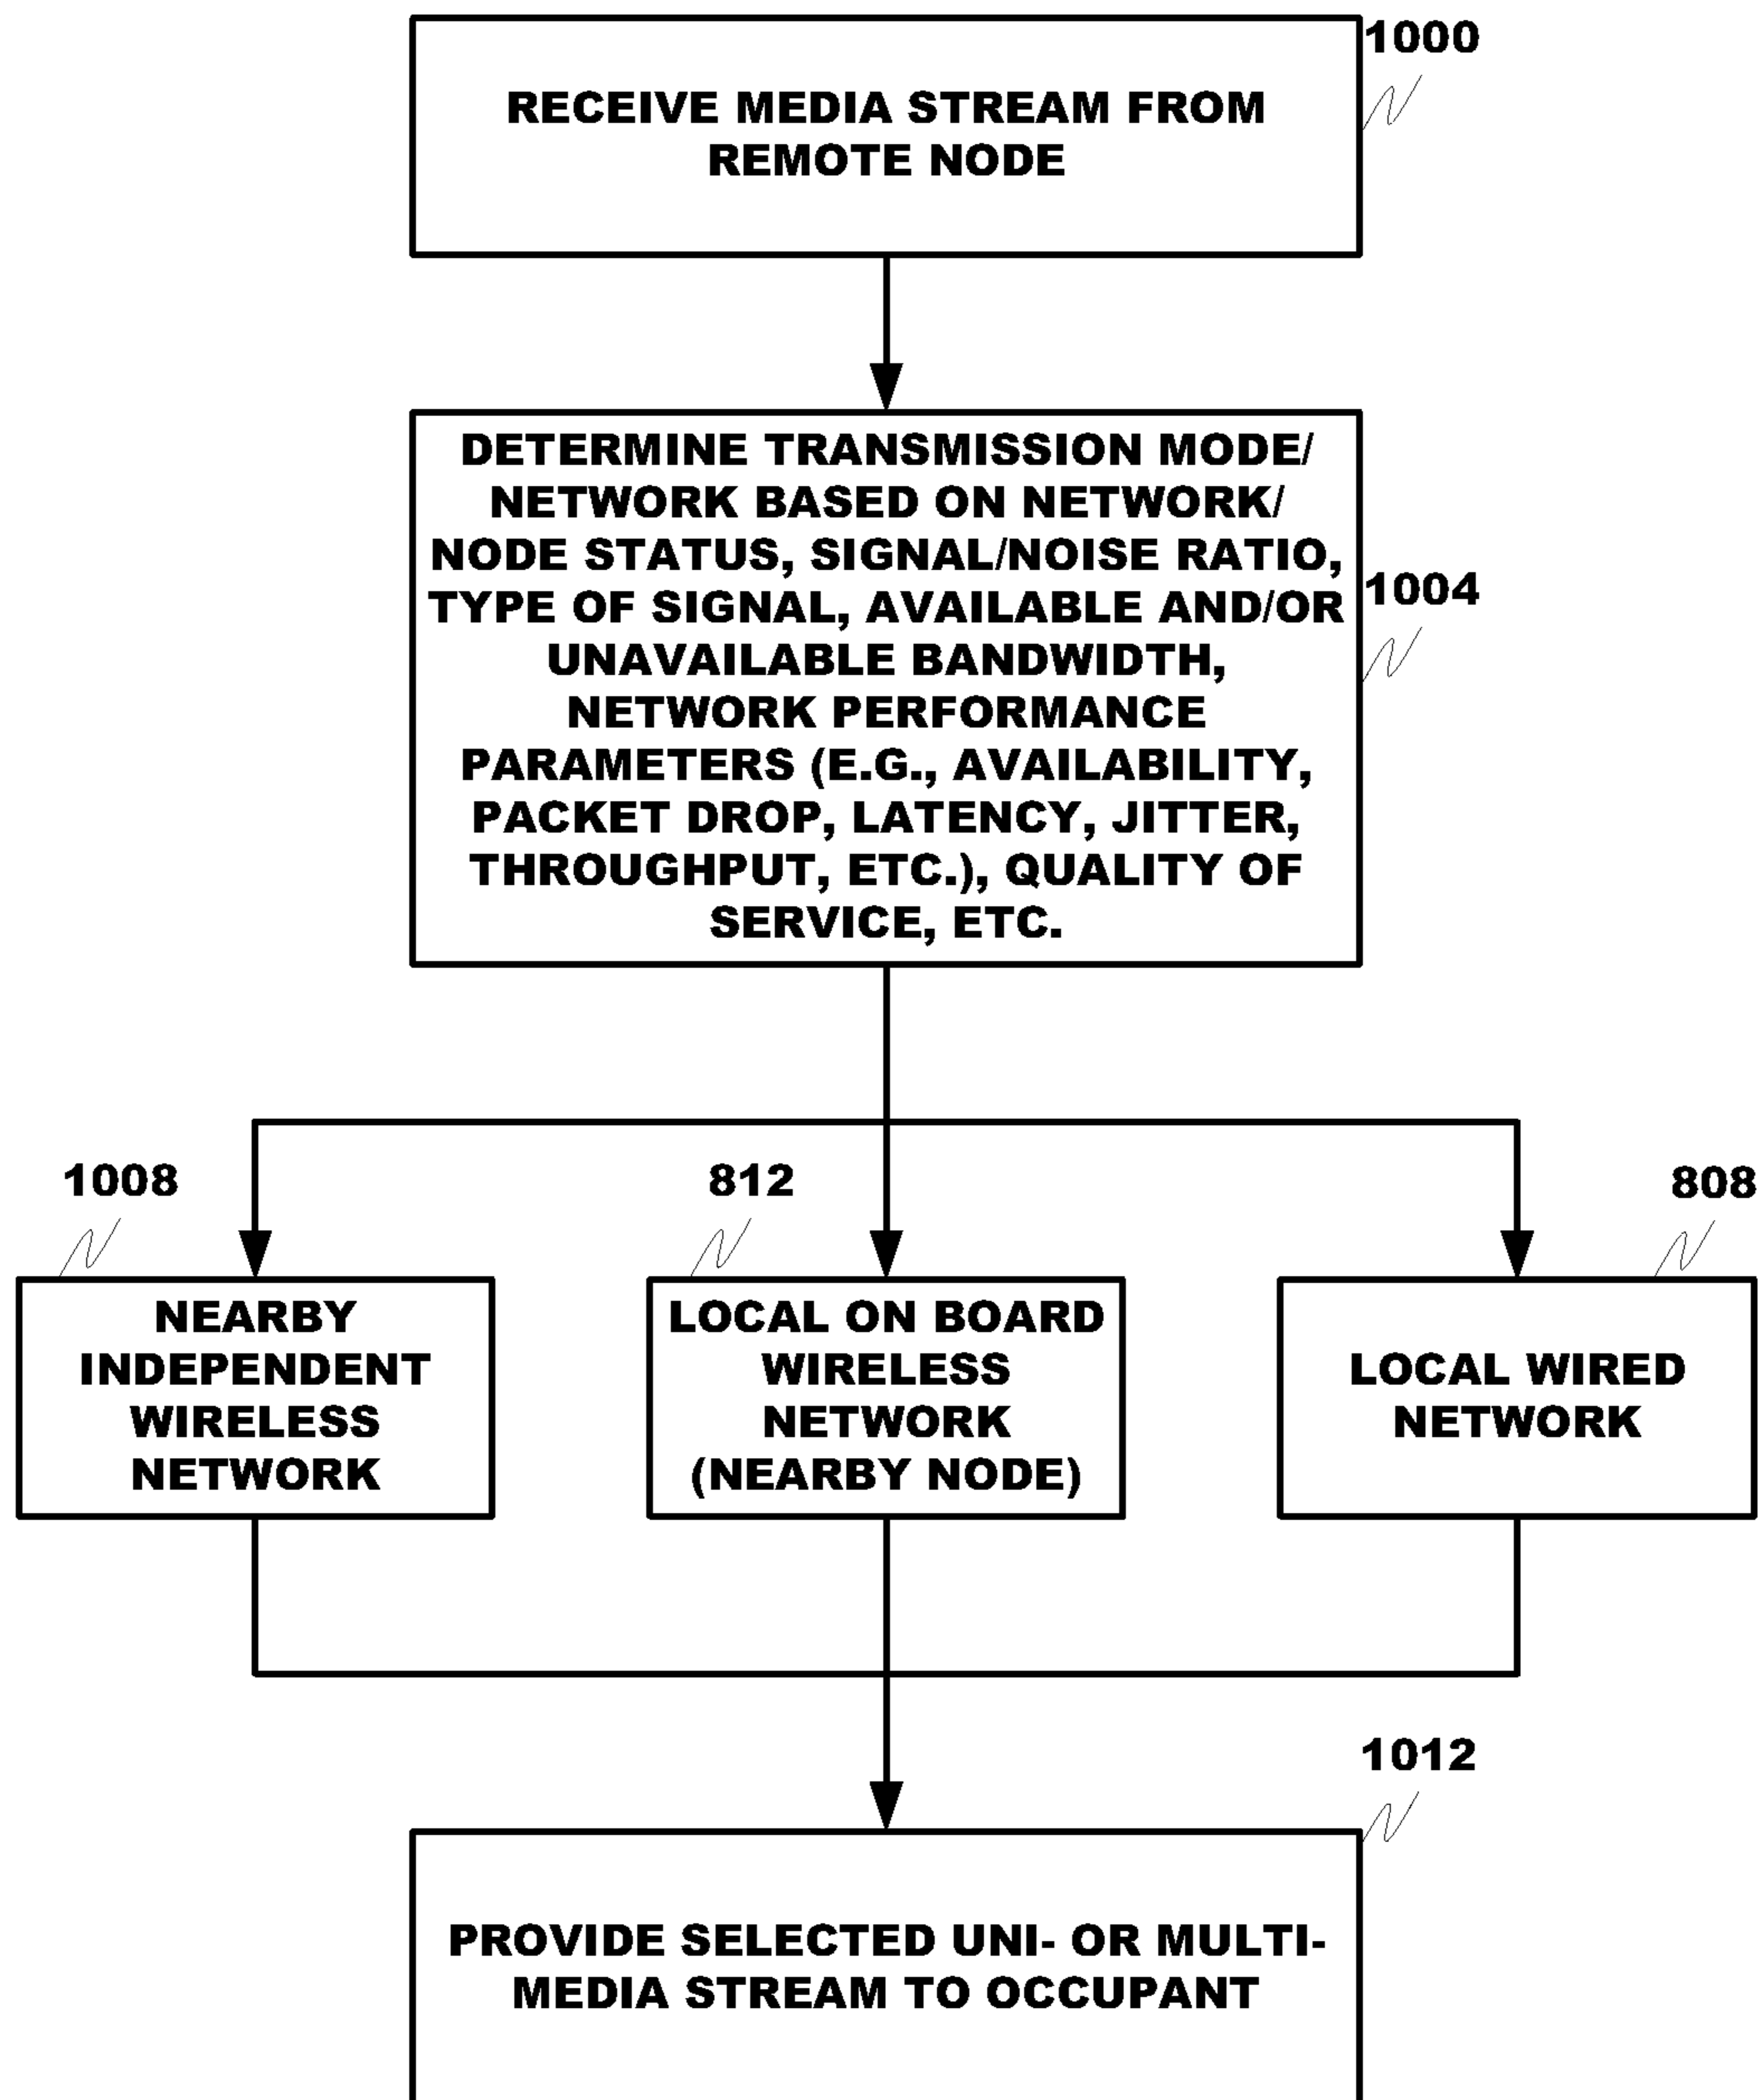 1000
RECEIVE MEDIA STREAM FROM
REMOTE NODE
DETERMINE TRANSMISSION MODE/
NETWORK BASED ON NETWORK/
NODE STATUS, SIGNAL/NOISE RATIO,
TYPE OF SIGNAL, AVAILABLE AND/OR
UNAVAILABLE BANDWIDTH,
NETWORK PERFORMANCE
PARAMETERS (E.G., AVAILABILITY,
PACKET DROP, LATENCY, JITTER,
THROUGHPUT, ETC.), QUALITY OF
SERVICE, ETC.
1004
1008
NEARBY
INDEPENDENT
WIRELESS
NETWORK
812
LOCAL ON BOARD
WIRELESS
NETWORK
(NEARBY NODE)
808
LOCAL WIRED
NETWORK
1012
PROVIDE SELECTED UNI- OR MULTI-
MEDIA STREAM TO OCCUPANT